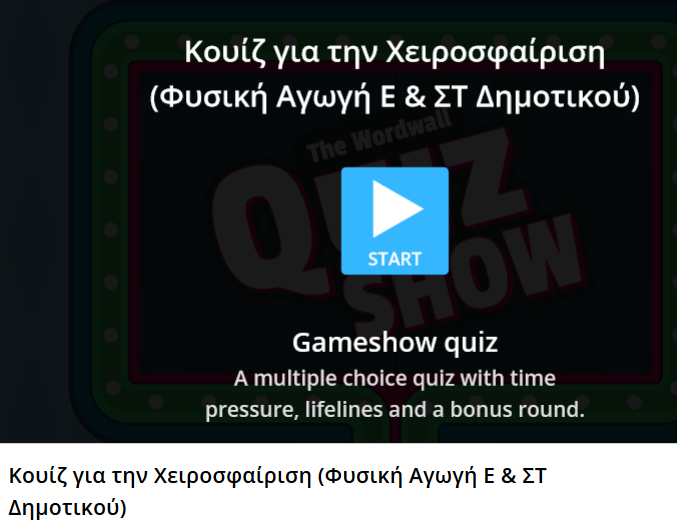 Κουίζ για την Χειροσφαίριση
(Φυσική Αγωγή Ε & ΣΤ Δημοτικού)
The Wordwall
QUIZ
SHOW
START
Gameshow quiz
A multiple choice quiz with time
pressure, lifelines and a bonus round.
Κουίζ για την Χειροσφαίριση (Φυσική Αγωγή Ε & ΣΤ
Δημοτικού)